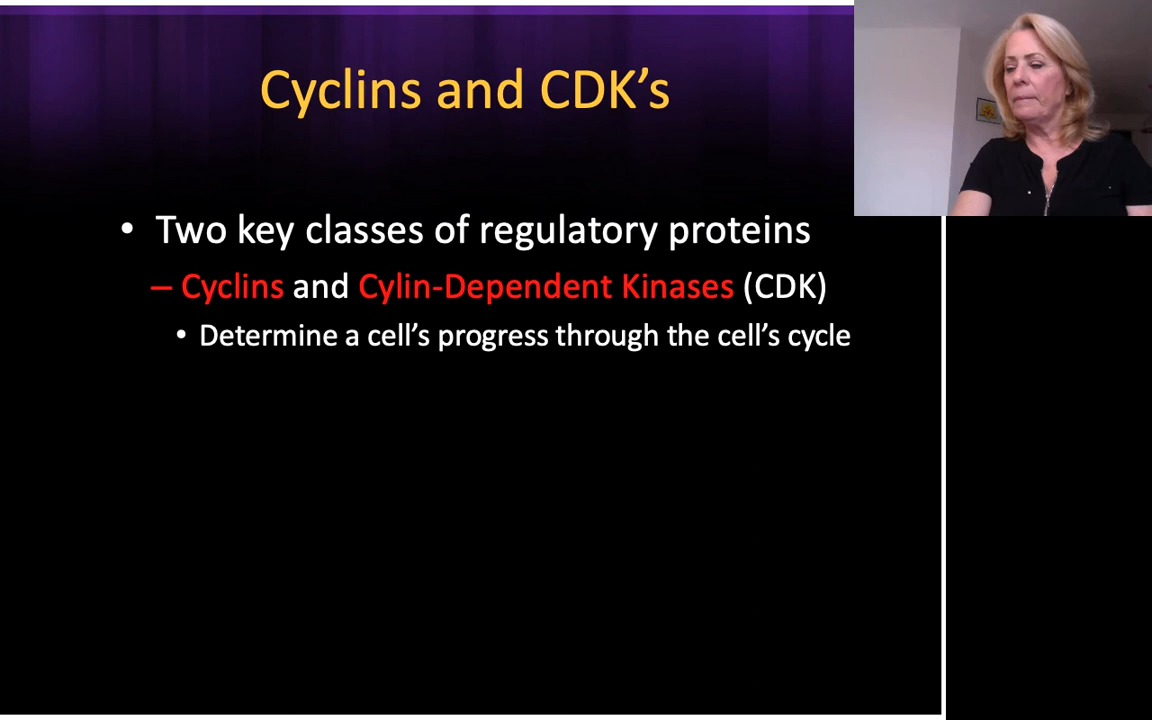 Cyclins and CDK’s
• Two key classes of regulatory proteins
– Cyclins and Cylin-Dependent Kinases (CDK)
• Determine a cell’s progress through the cell’s cycle